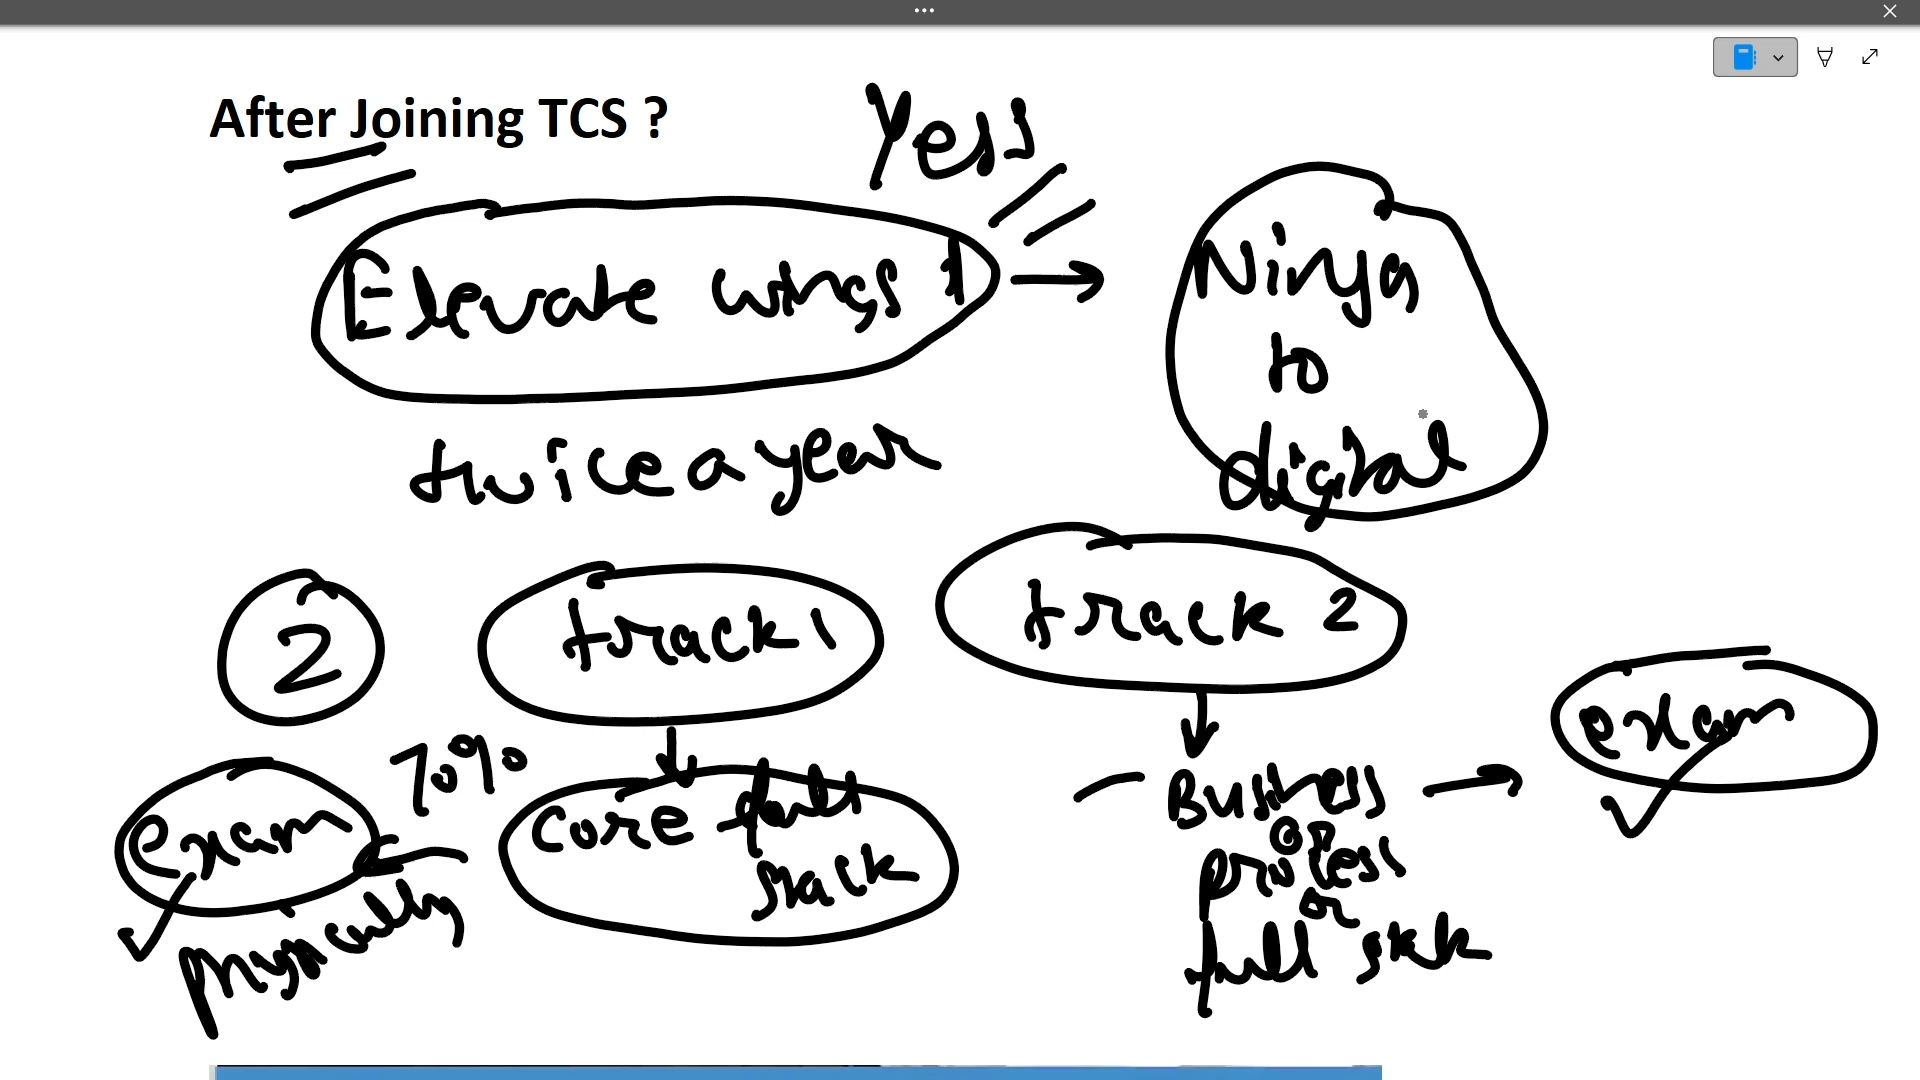 After Joining TCS ?
Yess
Elevate wings 1
Ninja
to
digital
twice a year
2
track 1
track 2
exam
70%
core full
stack
Business
or
process
or
full stack
exam
physically